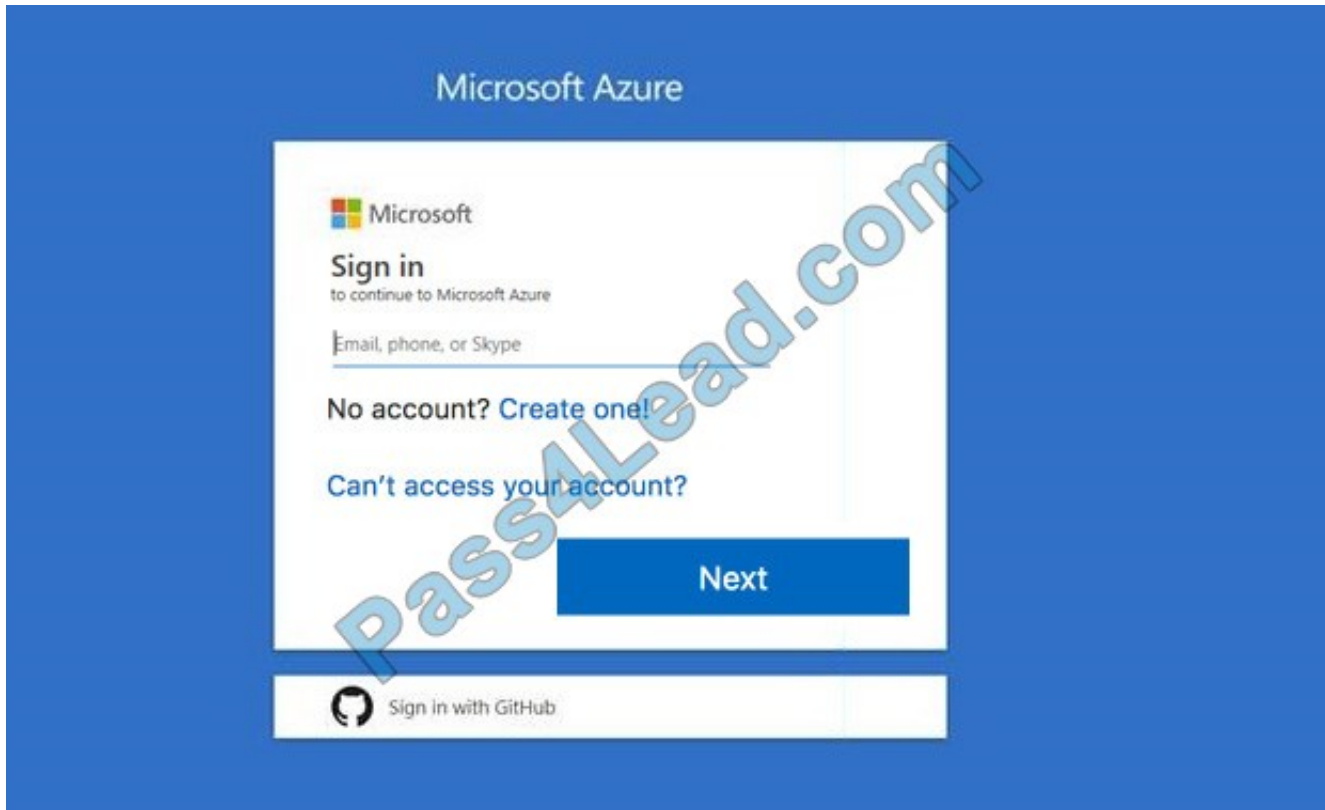 Microsoft Azure
Microsoft
Sign in
to continue to Microsoft Azure
Email, phone, or Skype
No account? Create one!
Can't access your account?
Next
Sign in with GitHub
Pass4Lead.com